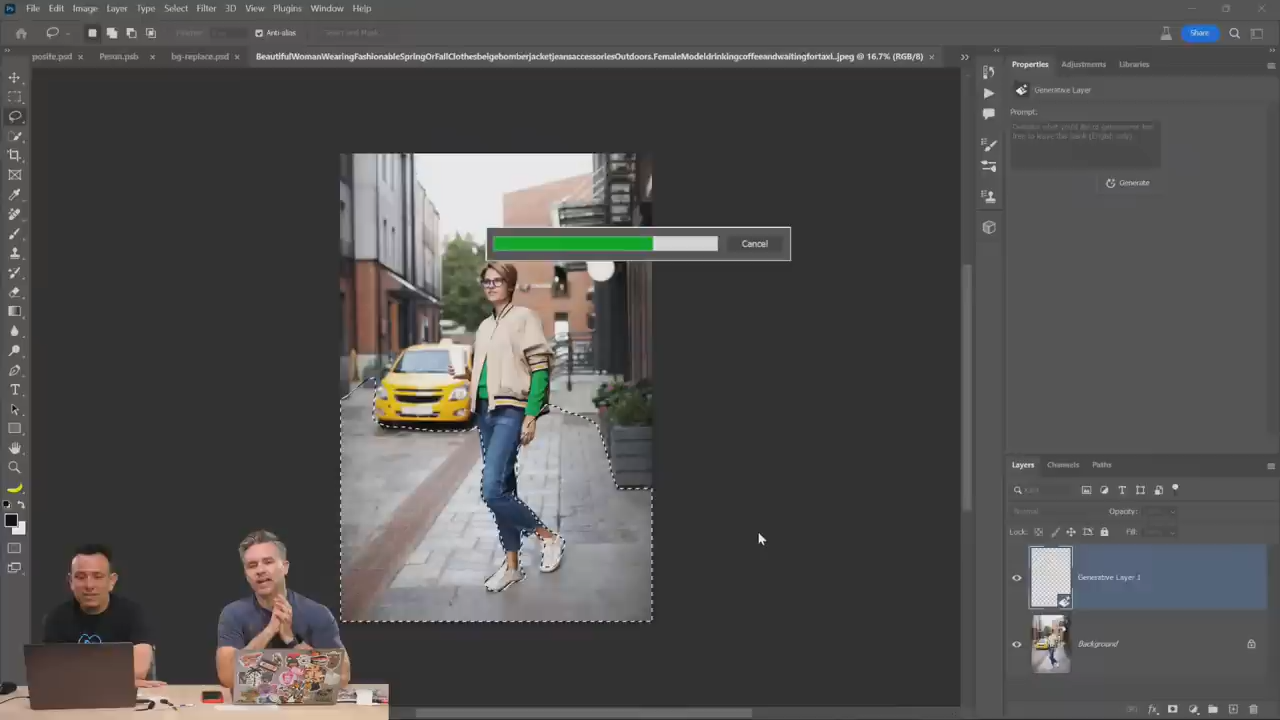 File Edit Image Layer Type Select Filter 3D View Plugins Window Help
Anti-alias Select and Mask... Share
posite.psd × Perun.psb × bg-replace.psd × BeautifulWomanWearingFashionableSpringOrFallClothesbeigebomberjacketjeansaccessoriesOutdoors.FemaleModeldrinkingcoffeeandwaitingfortaxi..jpeg @ 16.7% (RGB/8) ×
Properties Adjustments Libraries
Generative Layer
Prompt:
Generate
Cancel
Layers Channels Paths
Kind
Normal Opacity:
Lock: Fill:
Generative Layer 1
Background